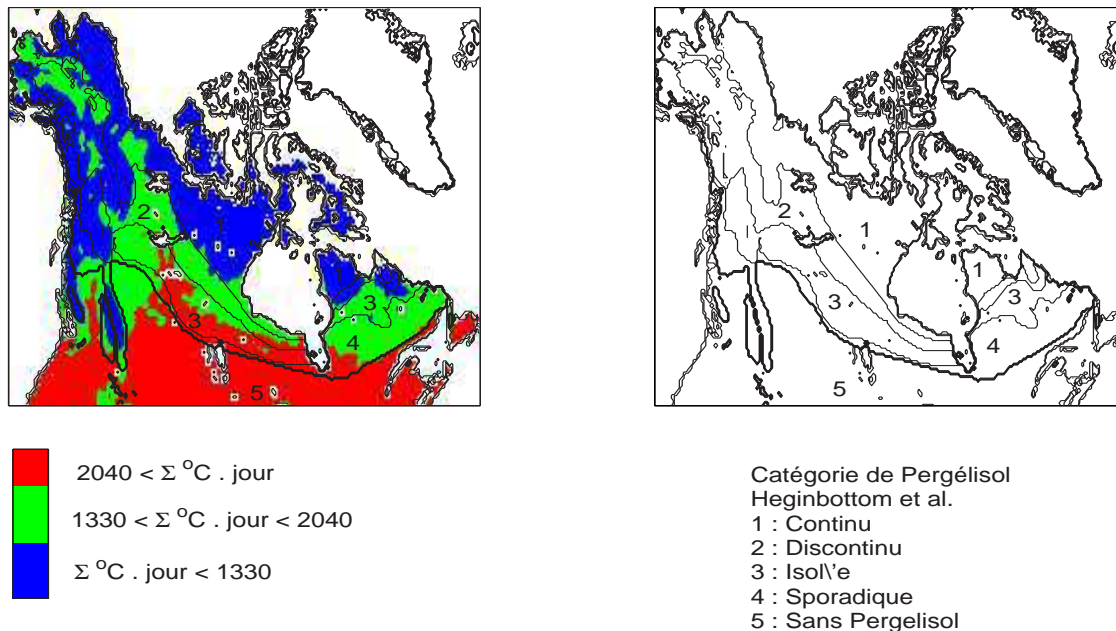 2
1
1
3
3
4
5
2
1
1
3
3
4
5
2040 < Σ °C . jour
1330 < Σ °C . jour < 2040
Σ °C . jour < 1330
Catégorie de Pergélisol
Heginbottom et al.
1 : Continu
2 : Discontinu
3 : Isol\'e
4 : Sporadique
5 : Sans Pergelisol